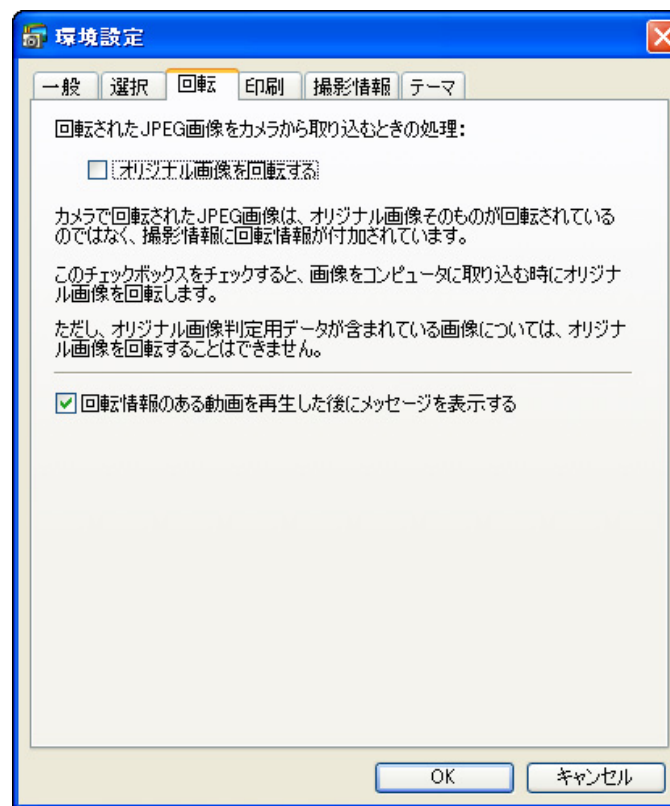 環境設定
一般 選択 回転 印刷 撮影情報 テーマ
回転されたJPEG画像をカメラから取り込むときの処理:
オリジナル画像を回転する
カメラで回転されたJPEG画像は、オリジナル画像そのものが回転されている
のではなく、撮影情報に回転情報が付加されています。
このチェックボックスをチェックすると、画像をコンピュータに取り込む時にオリジナ
ル画像を回転します。
ただし、オリジナル画像判定用データが含まれている画像については、オリジナ
ル画像を回転することはできません。
回転情報のある動画を再生した後にメッセージを表示する
OK キャンセル